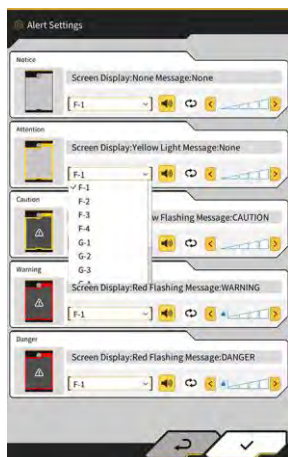 Alert Settings
Notice
Screen Display:None Message:None
F-1
Attention
Screen Display:Yellow Light Message:None
F-1
✓ F-1
F-2
F-3
F-4
G-1
G-2
G-3
Caution
w Flashing Message:CAUTION
Warning
Screen Display:Red Flashing Message:WARNING
F-1
Danger
Screen Display:Red Flashing Message:DANGER
F-1